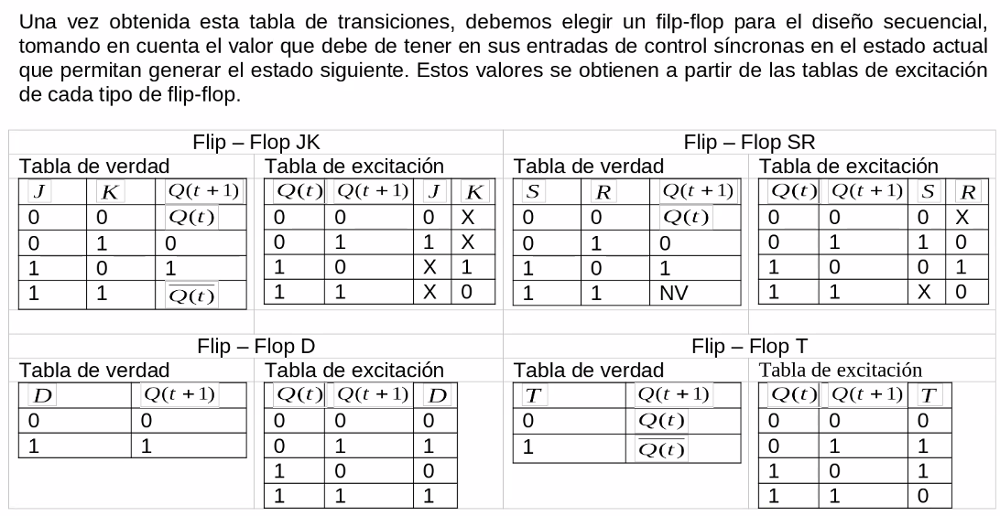 Una vez obtenida esta tabla de transiciones, debemos elegir un filp-flop para el diseño secuencial,
tomando en cuenta el valor que debe de tener en sus entradas de control síncronas en el estado actual
que permitan generar el estado siguiente. Estos valores se obtienen a partir de las tablas de excitación
de cada tipo de flip-flop.
Flip – Flop JK
Tabla de verdad
J K Q(t + 1)
0 0 Q(t)
0 1 0
1 0 1
1 1 \overline{Q(t)}
Tabla de excitación
Q(t) Q(t + 1) J K
0 0 0 X
0 1 1 X
1 0 X 1
1 1 X 0
Flip – Flop SR
Tabla de verdad
S R Q(t + 1)
0 0 Q(t)
0 1 0
1 0 1
1 1 NV
Tabla de excitación
Q(t) Q(t + 1) S R
0 0 0 X
0 1 1 0
1 0 0 1
1 1 X 0
Flip – Flop D
Tabla de verdad
D Q(t + 1)
0 0
1 1
Tabla de excitación
Q(t) Q(t + 1) D
0 0 0
0 1 1
1 0 0
1 1 1
Flip – Flop T
Tabla de verdad
T Q(t + 1)
0 Q(t)
1 \overline{Q(t)}
Tabla de excitación
Q(t) Q(t + 1) T
0 0 0
0 1 1
1 0 1
1 1 0